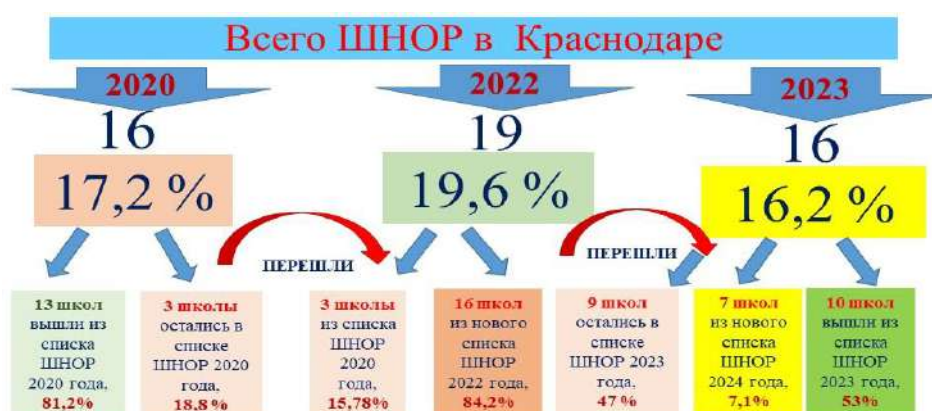 Всего ШНОР в Краснодаре
2020
2022
2023
16
19
16
17,2 %
19,6 %
16,2 %
ПЕРЕШЛИ
ПЕРЕШЛИ
13 школ
вышли из
списка
ШНОР
2020 года,
81,2%
3 школы
остались в
списке
ШНОР 2020
года,
18,8 %
3 школы
из списка
ШНОР
2020
года,
15,78%
16 школ
из нового
списка
ШНОР
2022 года,
84,2%
9 школ
остались в
списке
ШНОР 2023
года,
47 %
7 школ
из нового
списка
ШНОР
2024 года,
7,1%
10 школ
вышли из
списка
ШНОР
2023 года,
53%